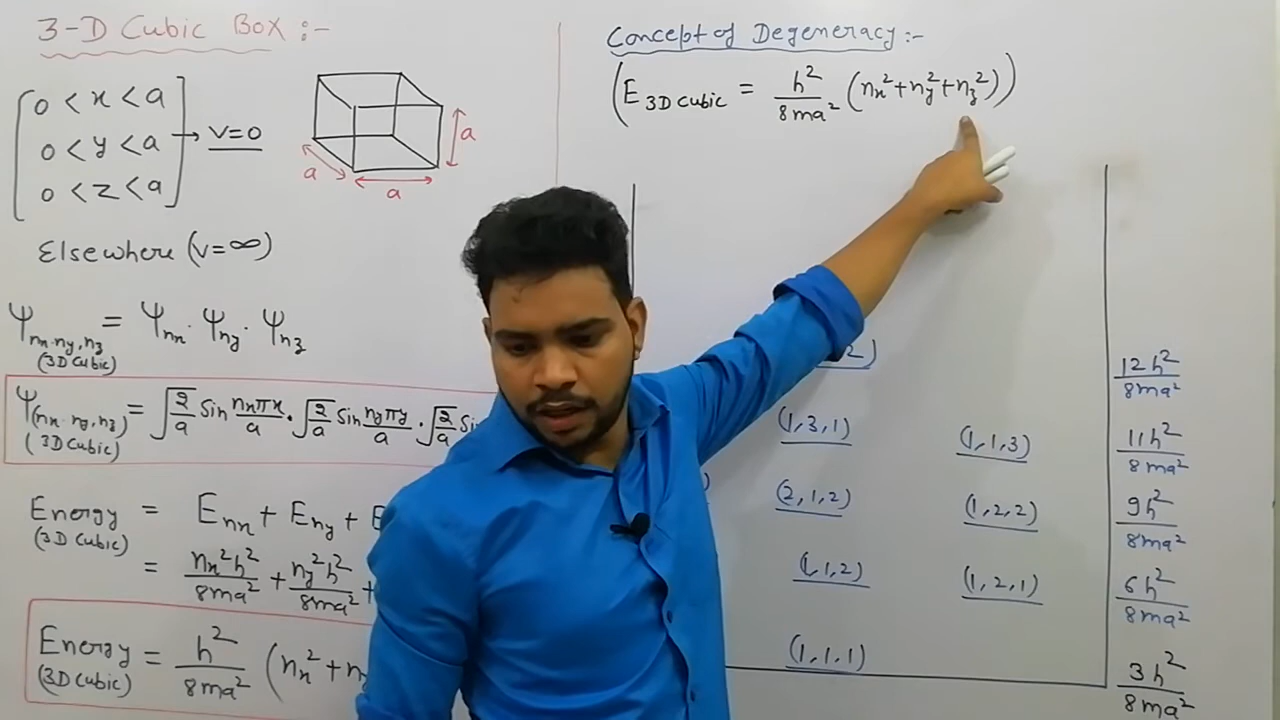 3-D Cubic Box :-
0 < x < a
0 < y < a → V=0
0 < z < a
a
a
a
Elsewhere (V=∞)
Ψnx.ny,nz = Ψnx . Ψny . Ψnz
(3D Cubic)
Ψ(nx.ny,nz) = √2/a Sin nxπx/a . √2/a Sin nyπy/a . √2/a
(3D Cubic)
Energy = Enx + Eny +
(3D Cubic)
= nx²h²/8ma² + ny²h²/8ma² +
Energy = h²/8ma² (nx² +
(3D Cubic)
Concept of Degeneracy :-
(E 3D Cubic = h²/8ma² (nx² + ny² + nz²))
12h²/8ma²
(1,3,1) (1,1,3) 11h²/8ma²
(2,1,2) (1,2,2) 9h²/8ma²
(1,1,2) (1,2,1) 6h²/8ma²
(1,1,1) 3h²/8ma²